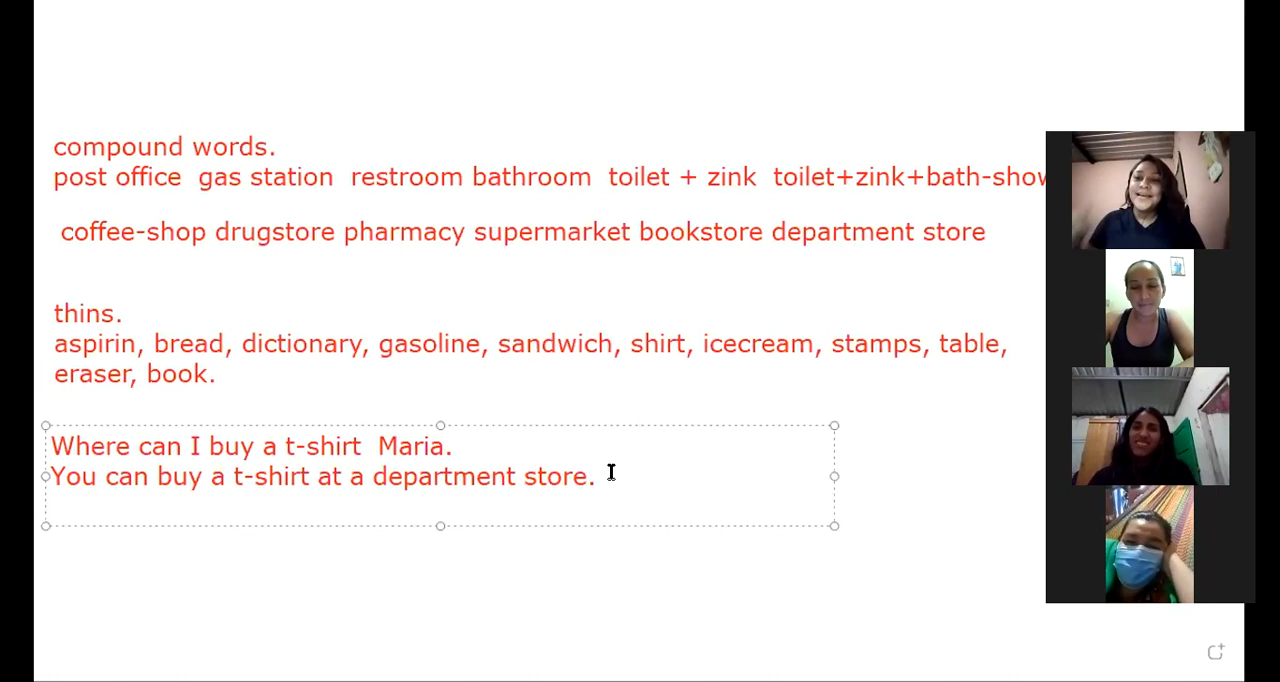 compound words.
post office  gas station  restroom bathroom  toilet + zink  toilet+zink+bath-show
coffee-shop drugstore pharmacy supermarket bookstore department store
thins.
aspirin, bread, dictionary, gasoline, sandwich, shirt, icecream, stamps, table,
eraser, book.
Where can I buy a t-shirt  Maria.
You can buy a t-shirt at a department store.